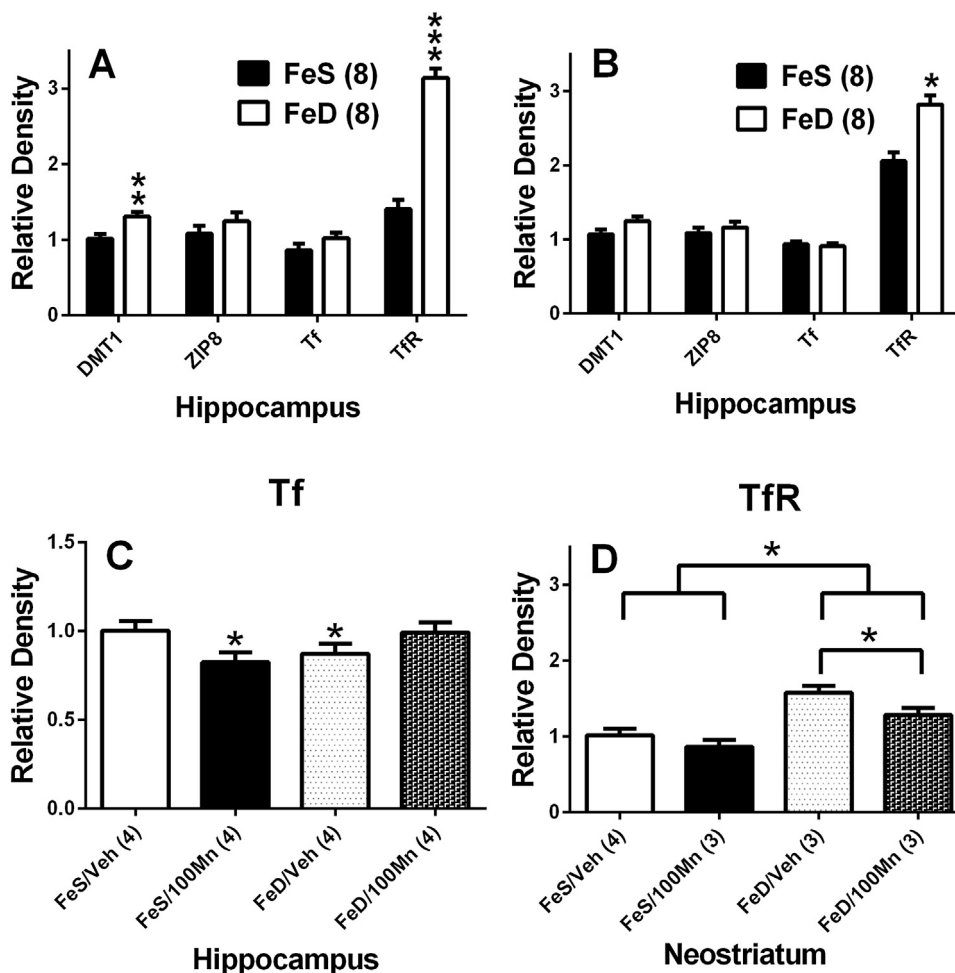 A
FeS (8)
FeD (8)
Relative Density
3
2
1
0
**
***
DMT1
ZIP8
Tf
TfR
Hippocampus
B
FeS (8)
FeD (8)
Relative Density
3
2
1
0
*
DMT1
ZIP8
Tf
TfR
Hippocampus
Tf
C
Relative Density
1.5
1.0
0.5
0.0
*
*
FeS/Veh (4)
FeS/100Mn (4)
FeD/Veh (4)
FeD/100Mn (4)
Hippocampus
TfR
D
Relative Density
3
2
1
0
*
*
FeS/Veh (4)
FeS/100Mn (3)
FeD/Veh (3)
FeD/100Mn (3)
Neostriatum